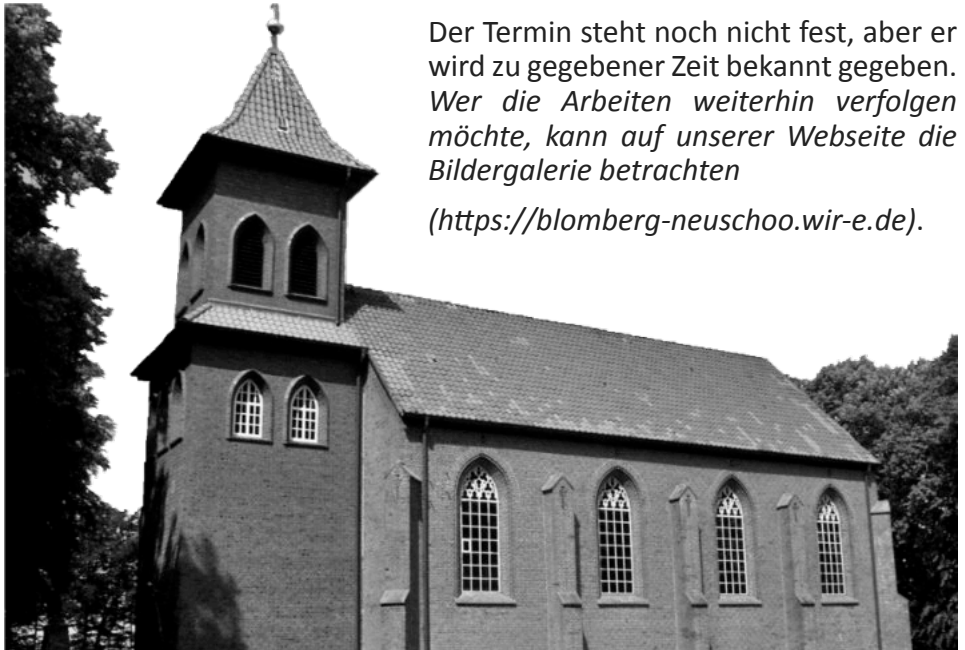 Der Termin steht noch nicht fest, aber er
wird zu gegebener Zeit bekannt gegeben.
Wer die Arbeiten weiterhin verfolgen
möchte, kann auf unserer Webseite die
Bildergalerie betrachten
(https://blomberg-neuschoo.wir-e.de).